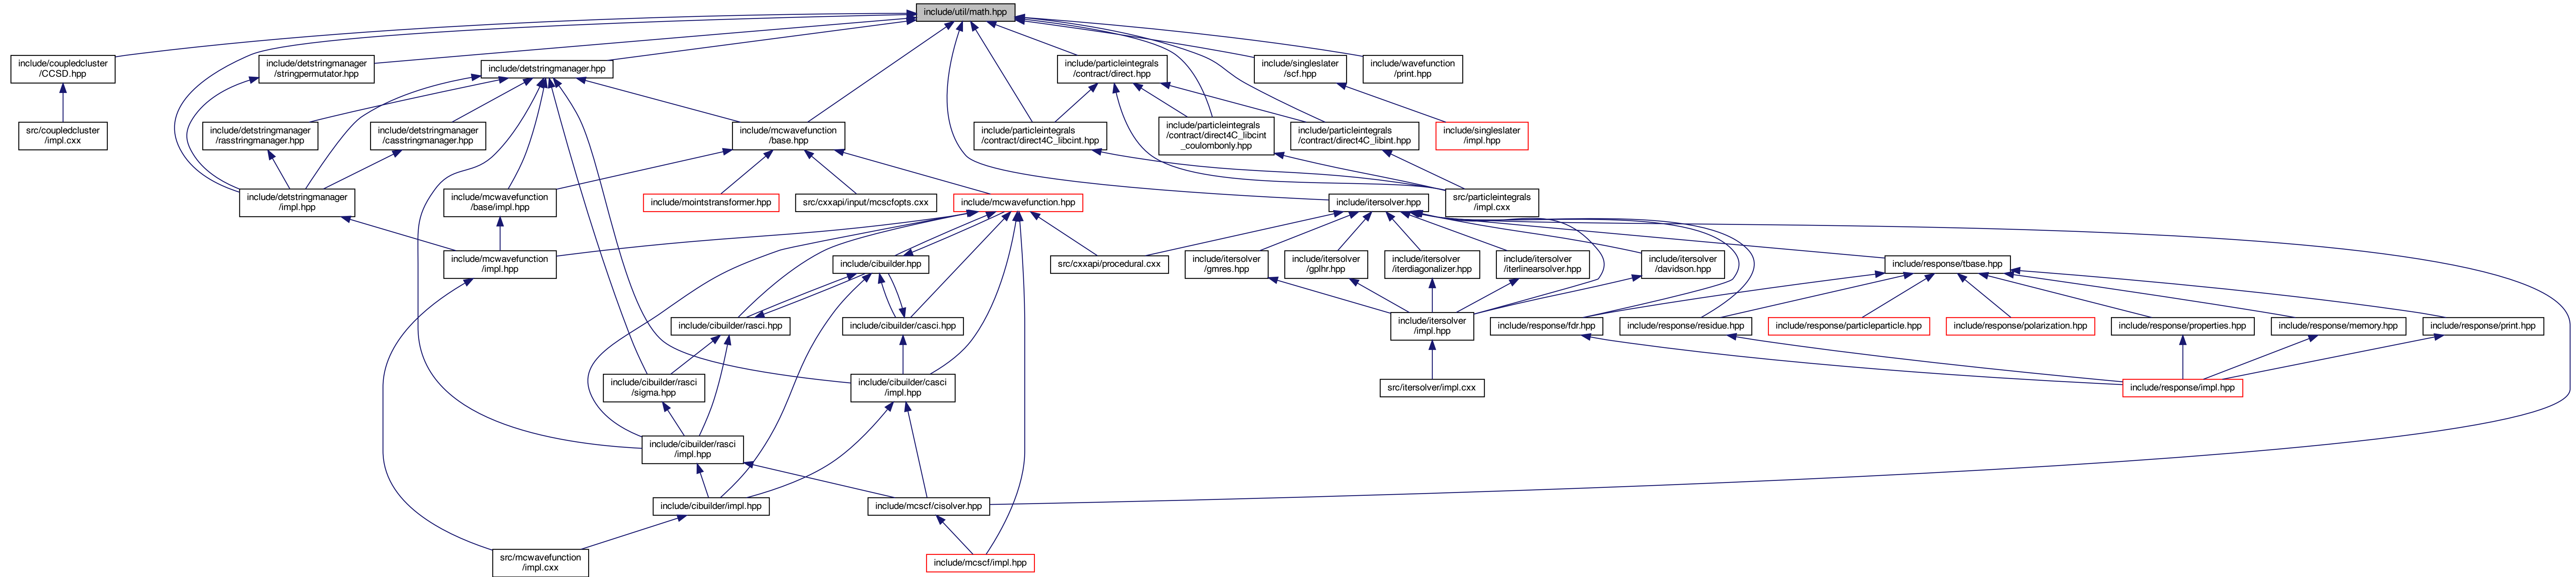 include/util/math.hpp
include/coupledcluster
/CCSD.hpp
include/detstringmanager
/stringpermutator.hpp
include/detstringmanager.hpp
include/particleintegrals
/contract/direct.hpp
include/singleslater
/scf.hpp
include/wavefunction
/print.hpp
src/coupledcluster
/impl.cxx
include/detstringmanager
/rasstringmanager.hpp
include/detstringmanager
/casstringmanager.hpp
include/mcwavefunction
/base.hpp
include/particleintegrals
/contract/direct4C_libcint.hpp
include/particleintegrals
/contract/direct4C_libcint
_coulombonly.hpp
include/particleintegrals
/contract/direct4C_libint.hpp
include/singleslater
/impl.hpp
include/detstringmanager
/impl.hpp
include/mcwavefunction
/base/impl.hpp
include/mointstransformer.hpp
src/cxxapi/input/mcscfopts.cxx
include/mcwavefunction.hpp
include/itersolver.hpp
src/particleintegrals
/impl.cxx
include/mcwavefunction
/impl.hpp
include/cibuilder.hpp
src/cxxapi/procedural.cxx
include/itersolver
/gmres.hpp
include/itersolver
/gplhr.hpp
include/itersolver
/iterdiagonalizer.hpp
include/itersolver
/iterlinearsolver.hpp
include/itersolver
/davidson.hpp
include/response/tbase.hpp
include/cibuilder/rasci.hpp
include/cibuilder/casci.hpp
include/itersolver
/impl.hpp
include/response/fdr.hpp
include/response/residue.hpp
include/response/particleparticle.hpp
include/response/polarization.hpp
include/response/properties.hpp
include/response/memory.hpp
include/response/print.hpp
include/cibuilder/rasci
/sigma.hpp
include/cibuilder/casci
/impl.hpp
src/itersolver/impl.cxx
include/response/impl.hpp
include/cibuilder/rasci
/impl.hpp
include/cibuilder/impl.hpp
include/mcscf/cisolver.hpp
src/mcwavefunction
/impl.cxx
include/mcscf/impl.hpp